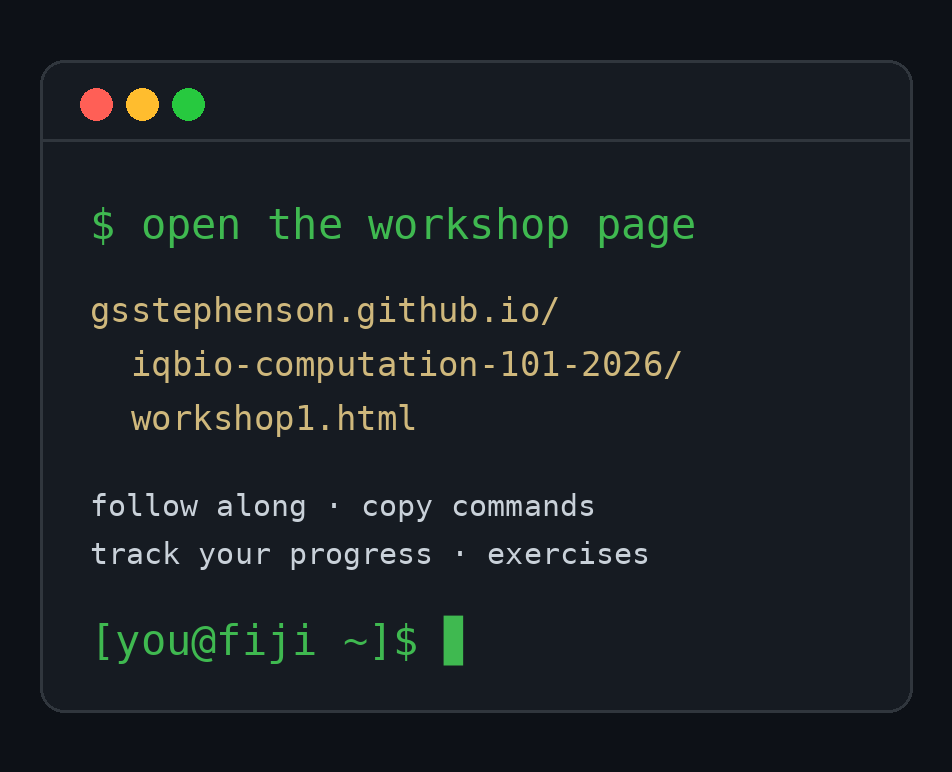 $ open the workshop page
gsstephenson.github.io/
iqbio-computation-101-2026/
workshop1.html
follow along · copy commands
track your progress · exercises
[you@fiji ~]$